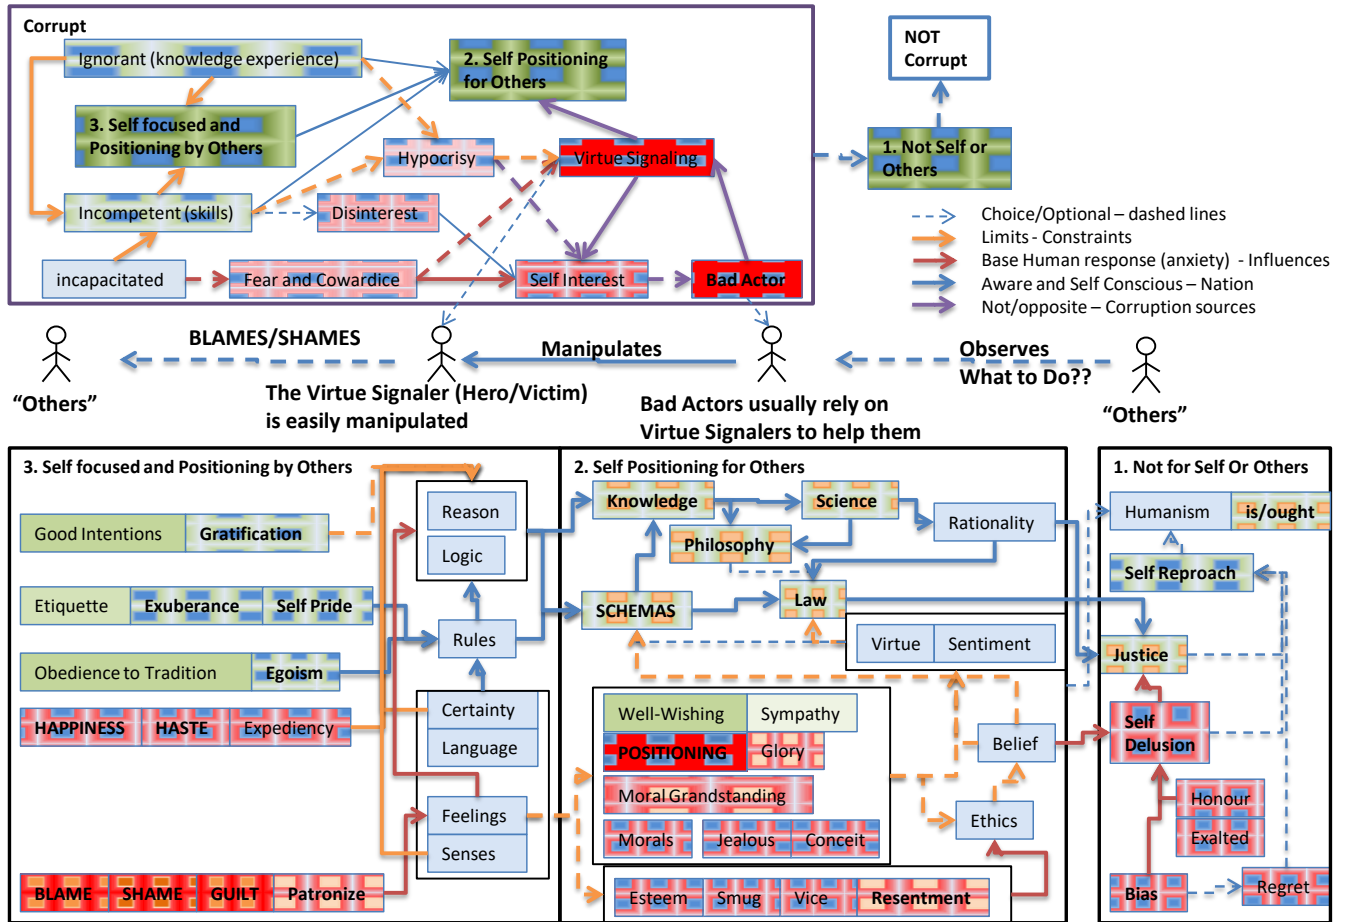 Corrupt
Ignorant (knowledge experience)
2. Self Positioning
for Others
3. Self focused and
Positioning by Others
Hypocrisy
Virtue Signaling
Incompetent (skills)
Disinterest
incapacitated
Fear and Cowardice
Self Interest
Bad Actor
NOT
Corrupt
1. Not Self or
Others
Choice/Optional – dashed lines
Limits - Constraints
Base Human response (anxiety) - Influences
Aware and Self Conscious – Nation
Not/opposite – Corruption sources
BLAMES/SHAMES
Manipulates
Observes
What to Do??
"Others"
The Virtue Signaler (Hero/Victim)
is easily manipulated
Bad Actors usually rely on
Virtue Signalers to help them
"Others"
3. Self focused and Positioning by Others
Good Intentions
Gratification
Etiquette
Exuberance
Self Pride
Obedience to Tradition
Egoism
HAPPINESS
HASTE
Expediency
BLAME
SHAME
GUILT
Patronize
Reason
Logic
Rules
Certainty
Language
Feelings
Senses
2. Self Positioning for Others
Knowledge
Science
Philosophy
Rationality
SCHEMAS
Law
Virtue
Sentiment
Well-Wishing
Sympathy
POSITIONING
Glory
Moral Grandstanding
Morals
Jealous
Conceit
Belief
Ethics
Esteem
Smug
Vice
Resentment
1. Not for Self Or Others
Humanism
is/ought
Self Reproach
Justice
Self
Delusion
Honour
Exalted
Bias
Regret